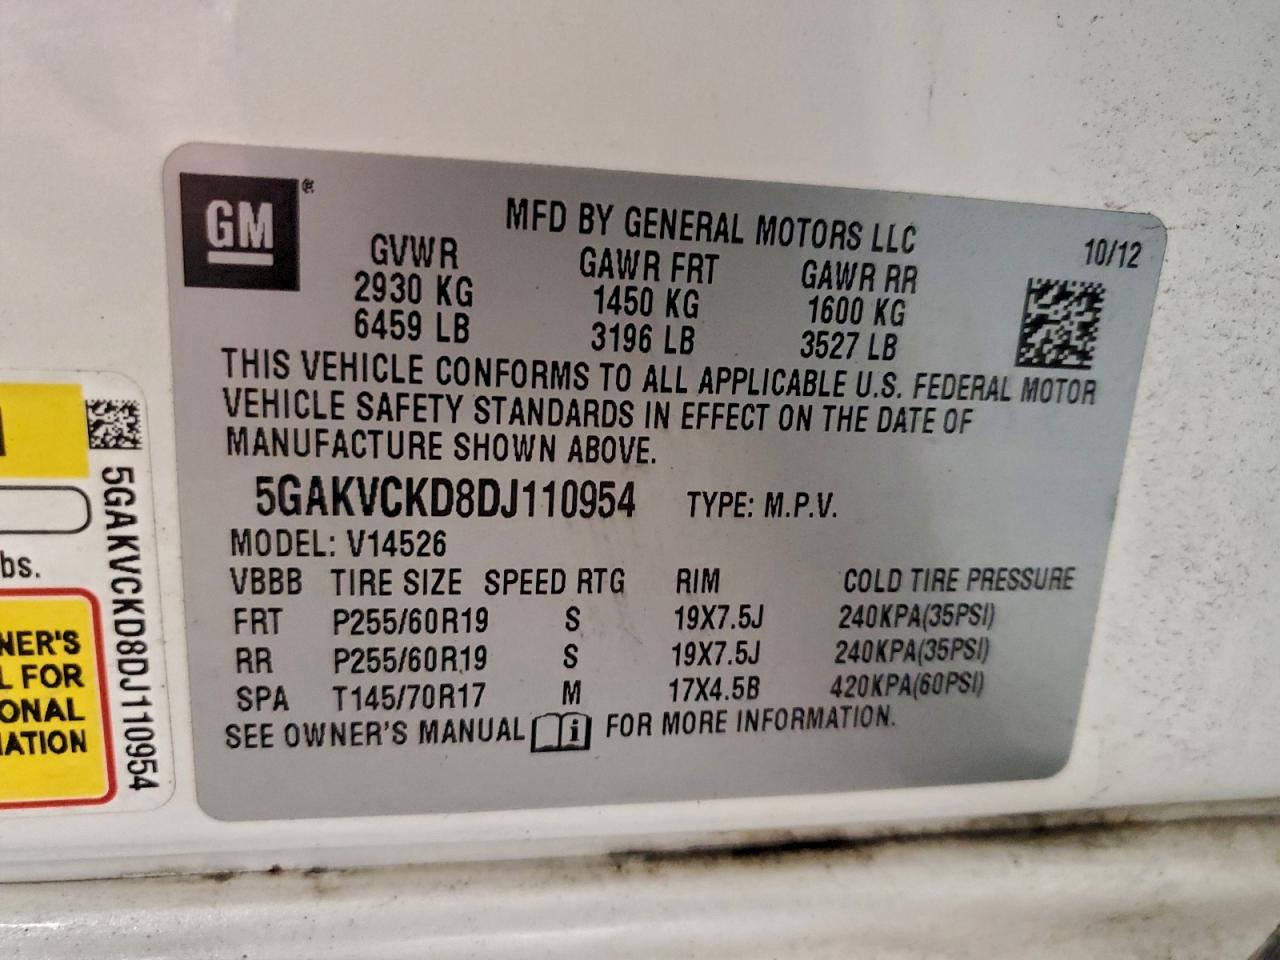 GM ®
MFD BY GENERAL MOTORS LLC
10/12
GVWR GAWR FRT GAWR RR
2930 KG 1450 KG 1600 KG
6459 LB 3196 LB 3527 LB
THIS VEHICLE CONFORMS TO ALL APPLICABLE U.S. FEDERAL MOTOR
VEHICLE SAFETY STANDARDS IN EFFECT ON THE DATE OF
MANUFACTURE SHOWN ABOVE.
5GAKVCKD8DJ110954 TYPE: M.P.V.
MODEL: V14526
VBBB TIRE SIZE SPEED RTG RIM COLD TIRE PRESSURE
FRT P255/60R19 S 19X7.5J 240KPA(35PSI)
RR P255/60R19 S 19X7.5J 240KPA(35PSI)
SPA T145/70R17 M 17X4.5B 420KPA(60PSI)
SEE OWNER'S MANUAL i FOR MORE INFORMATION.
5GAKVCKD8DJ110954
bs.
NER'S
L FOR
ONAL
MATION